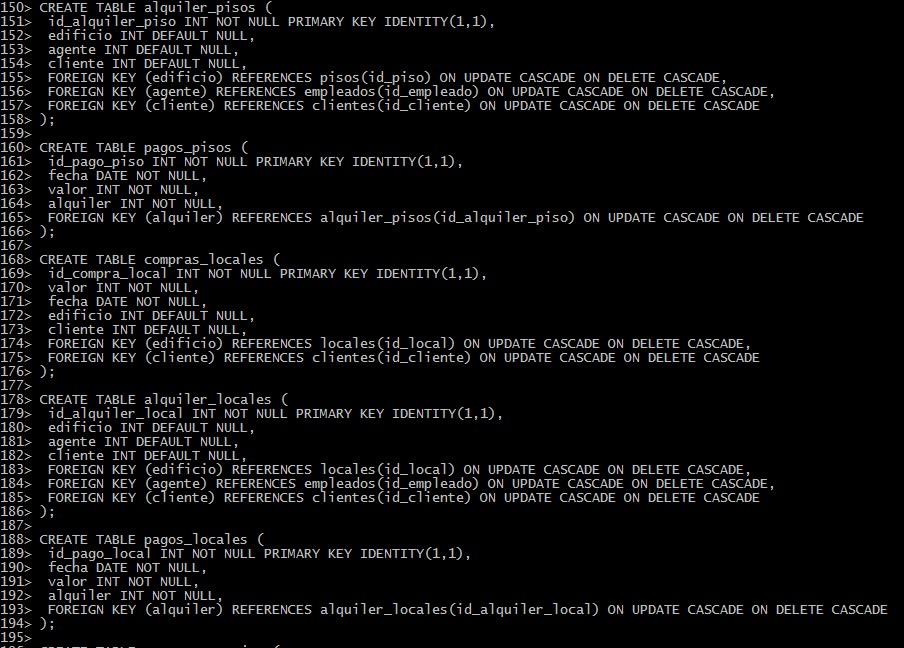 150> CREATE TABLE alquiler_pisos (
151>  id_alquiler_piso INT NOT NULL PRIMARY KEY IDENTITY(1,1),
152>  edificio INT DEFAULT NULL,
153>  agente INT DEFAULT NULL,
154>  cliente INT DEFAULT NULL,
155>  FOREIGN KEY (edificio) REFERENCES pisos(id_piso) ON UPDATE CASCADE ON DELETE CASCADE,
156>  FOREIGN KEY (agente) REFERENCES empleados(id_empleado) ON UPDATE CASCADE ON DELETE CASCADE,
157>  FOREIGN KEY (cliente) REFERENCES clientes(id_cliente) ON UPDATE CASCADE ON DELETE CASCADE
158> );
159>
160> CREATE TABLE pagos_pisos (
161>  id_pago_piso INT NOT NULL PRIMARY KEY IDENTITY(1,1),
162>  fecha DATE NOT NULL,
163>  valor INT NOT NULL,
164>  alquiler INT NOT NULL,
165>  FOREIGN KEY (alquiler) REFERENCES alquiler_pisos(id_alquiler_piso) ON UPDATE CASCADE ON DELETE CASCADE
166> );
167>
168> CREATE TABLE compras_locales (
169>  id_compra_local INT NOT NULL PRIMARY KEY IDENTITY(1,1),
170>  valor INT NOT NULL,
171>  fecha DATE NOT NULL,
172>  edificio INT DEFAULT NULL,
173>  cliente INT DEFAULT NULL,
174>  FOREIGN KEY (edificio) REFERENCES locales(id_local) ON UPDATE CASCADE ON DELETE CASCADE,
175>  FOREIGN KEY (cliente) REFERENCES clientes(id_cliente) ON UPDATE CASCADE ON DELETE CASCADE
176> );
177>
178> CREATE TABLE alquiler_locales (
179>  id_alquiler_local INT NOT NULL PRIMARY KEY IDENTITY(1,1),
180>  edificio INT DEFAULT NULL,
181>  agente INT DEFAULT NULL,
182>  cliente INT DEFAULT NULL,
183>  FOREIGN KEY (edificio) REFERENCES locales(id_local) ON UPDATE CASCADE ON DELETE CASCADE,
184>  FOREIGN KEY (agente) REFERENCES empleados(id_empleado) ON UPDATE CASCADE ON DELETE CASCADE,
185>  FOREIGN KEY (cliente) REFERENCES clientes(id_cliente) ON UPDATE CASCADE ON DELETE CASCADE
186> );
187>
188> CREATE TABLE pagos_locales (
189>  id_pago_local INT NOT NULL PRIMARY KEY IDENTITY(1,1),
190>  fecha DATE NOT NULL,
191>  valor INT NOT NULL,
192>  alquiler INT NOT NULL,
193>  FOREIGN KEY (alquiler) REFERENCES alquiler_locales(id_alquiler_local) ON UPDATE CASCADE ON DELETE CASCADE
194> );
195>
196> CREATE TABLE